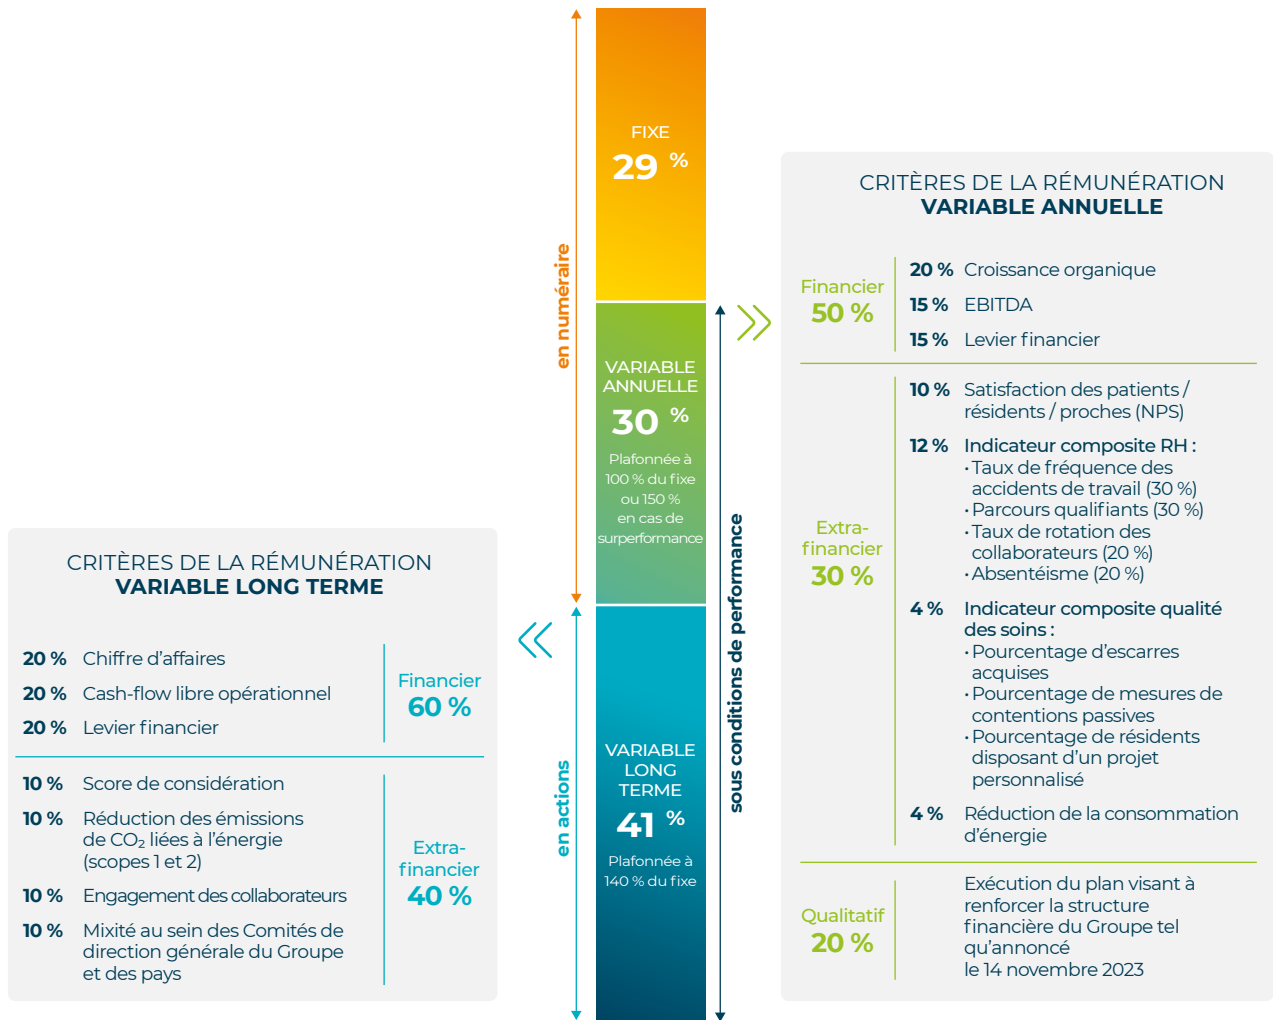 en numéraire
FIXE
29 %
VARIABLE
ANNUELLE
30 %
Plafonnée à
100 % du fixe
ou 150 %
en cas de
surperformance
sous conditions de performance
en actions
VARIABLE
LONG
TERME
41 %
Plafonnée à
140 % du fixe
CRITÈRES DE LA RÉMUNÉRATION
VARIABLE ANNUELLE
Financier
50 %
20 % Croissance organique
15 % EBITDA
15 % Levier financier
Extra-
financier
30 %
10 % Satisfaction des patients /
résidents / proches (NPS)
12 % Indicateur composite RH :
· Taux de fréquence des
accidents de travail (30 %)
· Parcours qualifiants (30 %)
· Taux de rotation des
collaborateurs (20 %)
· Absentéisme (20 %)
4 % Indicateur composite qualité
des soins :
· Pourcentage d’escarres
acquises
· Pourcentage de mesures de
contentions passives
· Pourcentage de résidents
disposant d’un projet
personnalisé
4 % Réduction de la consommation
d’énergie
Qualitatif
20 %
Exécution du plan visant à
renforcer la structure
financière du Groupe tel
qu’annoncé
le 14 novembre 2023
CRITÈRES DE LA RÉMUNÉRATION
VARIABLE LONG TERME
20 % Chiffre d’affaires
20 % Cash-flow libre opérationnel
20 % Levier financier
Financier
60 %
10 % Score de considération
10 % Réduction des émissions
de CO₂ liées à l’énergie
(scopes 1 et 2)
10 % Engagement des collaborateurs
10 % Mixité au sein des Comités de
direction générale du Groupe
et des pays
Extra-
financier
40 %